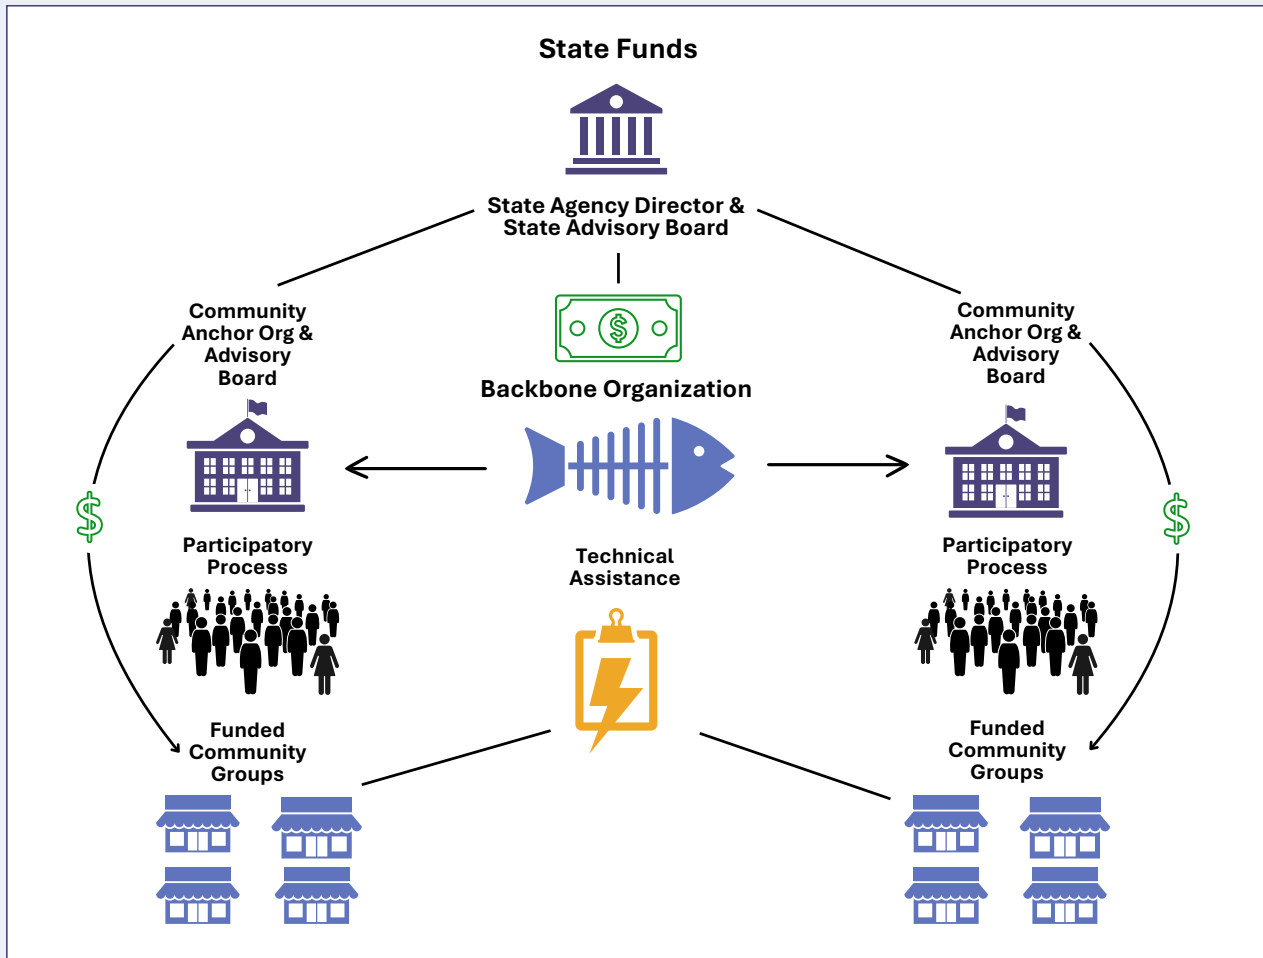 State Funds
State Agency Director &
State Advisory Board
Community
Anchor Org &
Advisory
Board
$
Backbone Organization
Community
Anchor Org &
Advisory
Board
$
Participatory
Process
Technical
Assistance
$
Participatory
Process
Funded
Community
Groups
Funded
Community
Groups